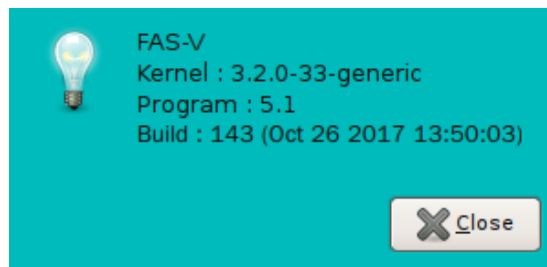 FAS-V
Kernel : 3.2.0-33-generic
Program : 5.1
Build : 143 (Oct 26 2017 13:50:03)
Close